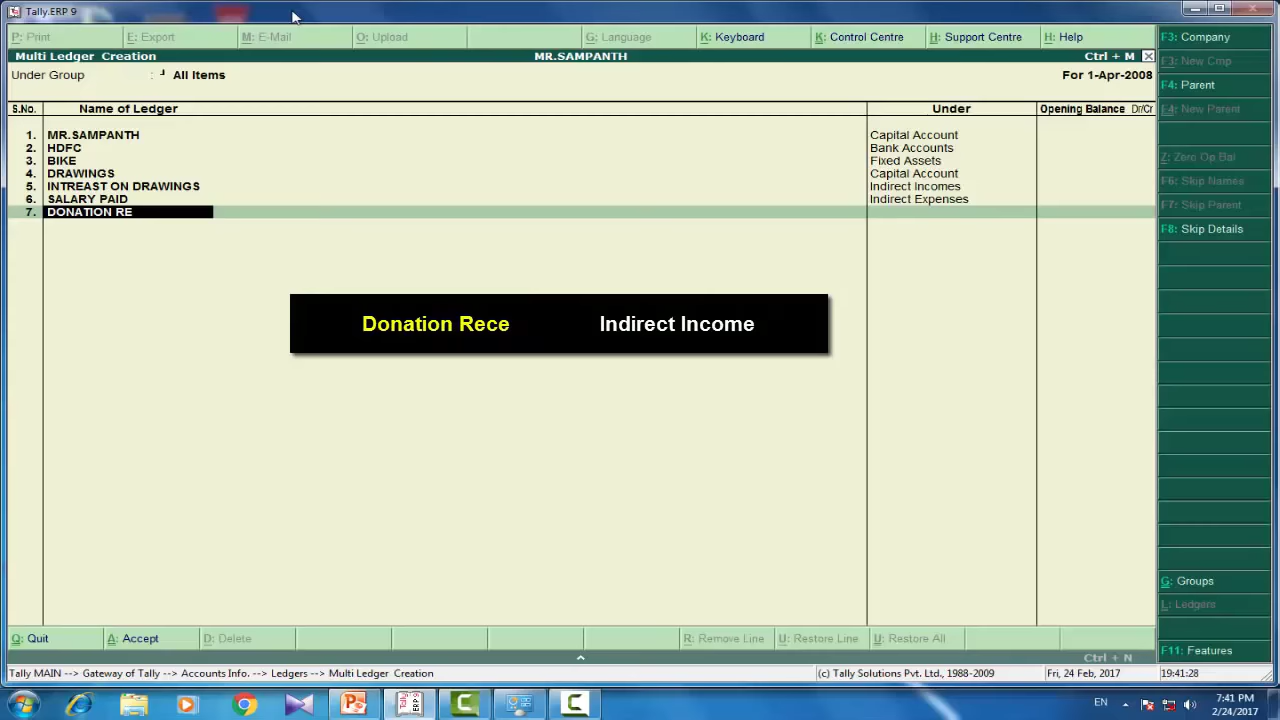 Tally.ERP 9
P: Print E: Export M: E-Mail O: Upload G: Language K: Keyboard K: Control Centre H: Support Centre H: Help F3: Company
Multi Ledger Creation MR.SAMPANTH Ctrl + M
F3: New Cmp
Under Group : All Items For 1-Apr-2008
F4: Parent
S.No. Name of Ledger Under Opening Balance Dr/Cr
F4: New Parent
1. MR.SAMPANTH Capital Account
2. HDFC Bank Accounts
3. BIKE Fixed Assets
4. DRAWINGS Capital Account
5. INTREAST ON DRAWINGS Indirect Incomes
6. SALARY PAID Indirect Expenses
7. DONATION RE
Z: Zero Op Bal
F6: Skip Names
F7: Skip Parent
F8: Skip Details
Donation Rece Indirect Income
G: Groups
L: Ledgers
Q: Quit A: Accept D: Delete R: Remove Line U: Restore Line U: Restore All
F11: Features
Ctrl + N
Tally MAIN --> Gateway of Tally --> Accounts Info. --> Ledgers --> Multi Ledger Creation (c) Tally Solutions Pvt. Ltd., 1988-2009 Fri, 24 Feb, 2017 19:41:28
EN 7:41 PM
2/24/2017